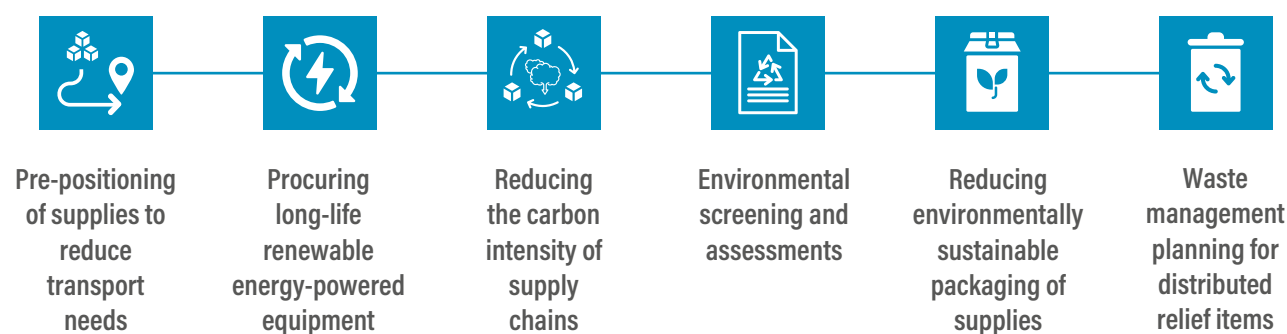 Pre-positioning
of supplies to
reduce
transport
needs
Procuring
long-life
renewable
energy-powered
equipment
Reducing
the carbon
intensity of
supply
chains
Environmental
screening and
assessments
Reducing
environmentally
sustainable
packaging of
supplies
Waste
management
planning for
distributed
relief items